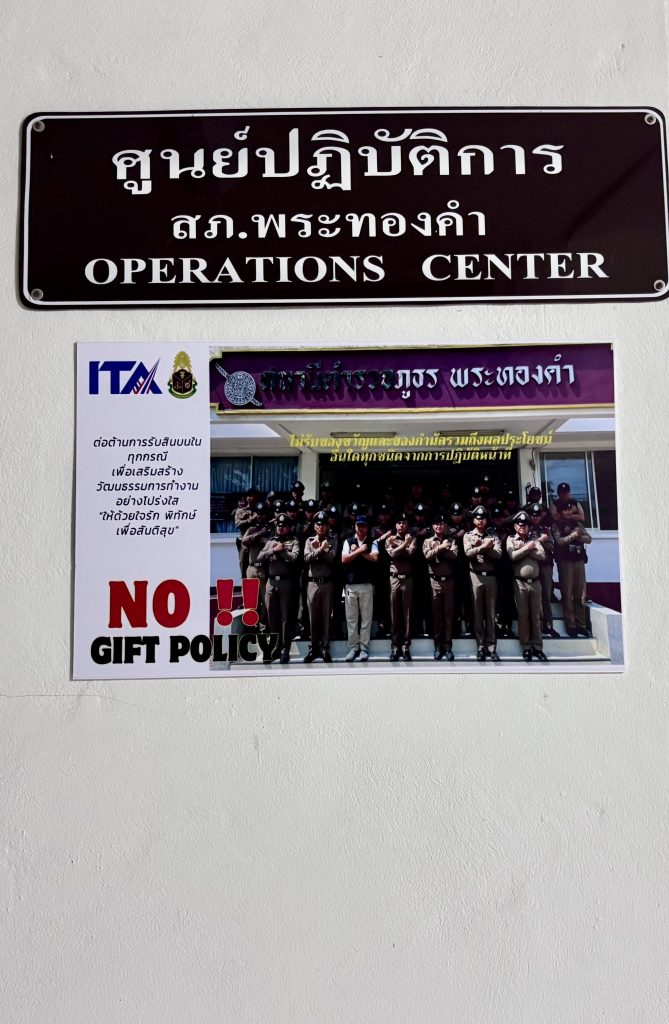 ศูนย์ปฏิบัติการ
สภ.พระทองคำ
OPERATIONS CENTER
ITA
ต่อต้านการรับสินบนใน
ทุกกรณี
เพื่อเสริมสร้าง
วัฒนธรรมการทำงาน
อย่างโปร่งใส
"ให้ด้วยใจรัก พิทักษ์
เพื่อสันติสุข"
NO !!
GIFT POLICY
สถานีตำรวจภูธร พระทองคำ
ไม่รับของขวัญและของกำนัลรวมถึงผลประโยชน์
อื่นใดทุกชนิดจากการปฏิบัติหน้าที่